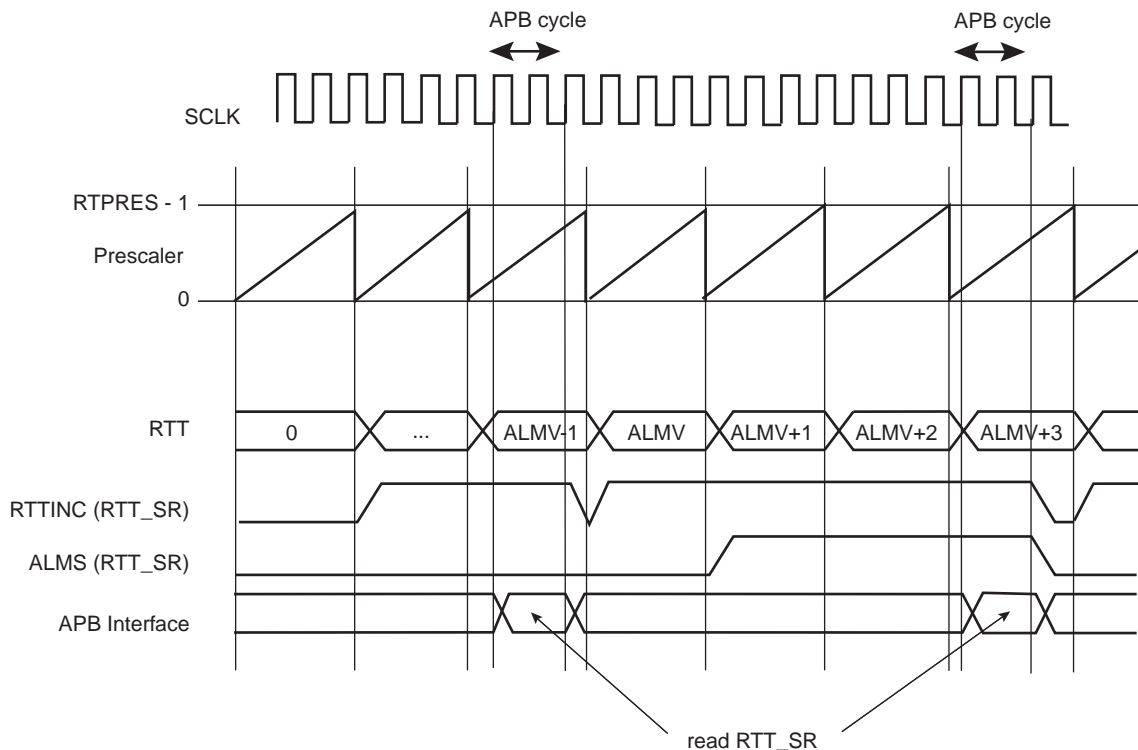 APB cycle
APB cycle
SCLK
RTPRES - 1
Prescaler
0
RTT
0
...
ALMV-1
ALMV
ALMV+1
ALMV+2
ALMV+3
RTTINC (RTT_SR)
ALMS (RTT_SR)
APB Interface
read RTT_SR